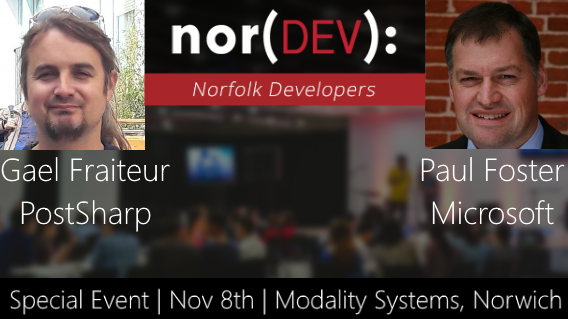 nor(DEV):
Norfolk Developers
Gael Fraiteur
PostSharp
Paul Foster
Microsoft
Special Event | Nov 8th | Modality Systems, Norwich